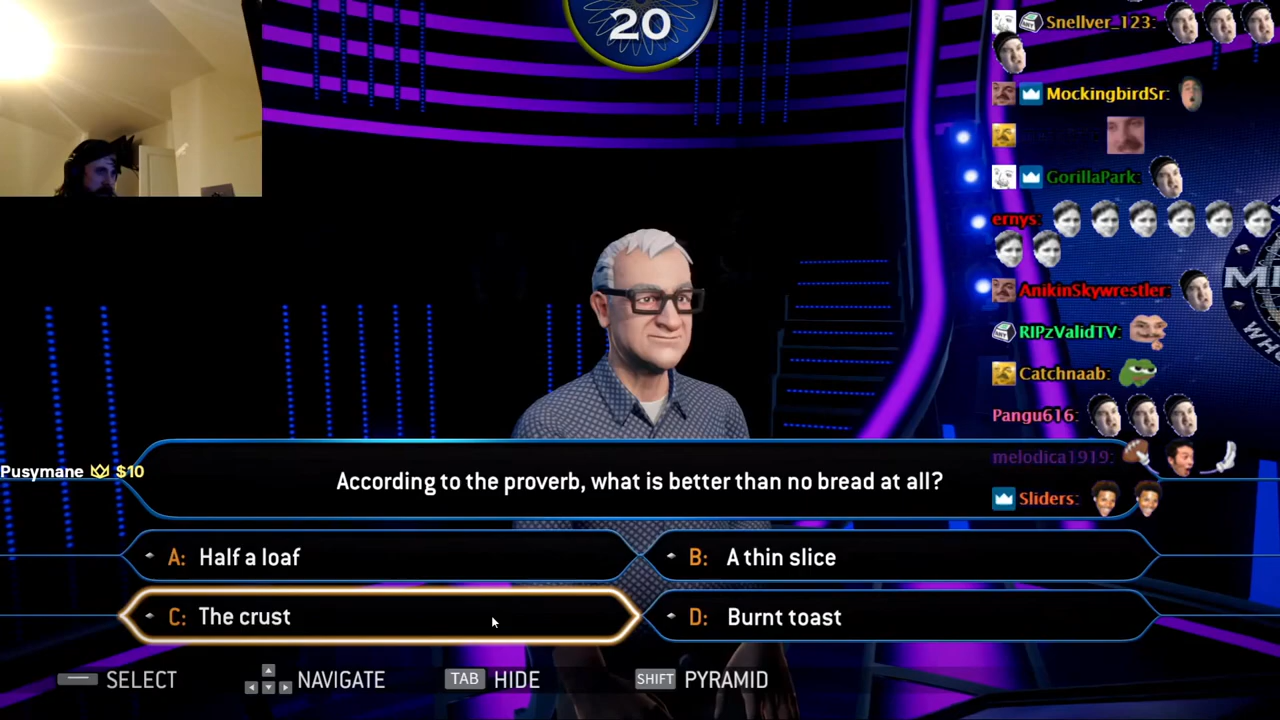 20
Snellver_123:
MockingbirdSr:
GorillaPark:
ernys:
AnikinSkywrestler:
RIPzValidTV:
Catchnaab:
Pangu616:
melodica1919:
Sliders:
Pusymane $10
According to the proverb, what is better than no bread at all?
A: Half a loaf
B: A thin slice
C: The crust
D: Burnt toast
SELECT
NAVIGATE
TAB HIDE
SHIFT PYRAMID